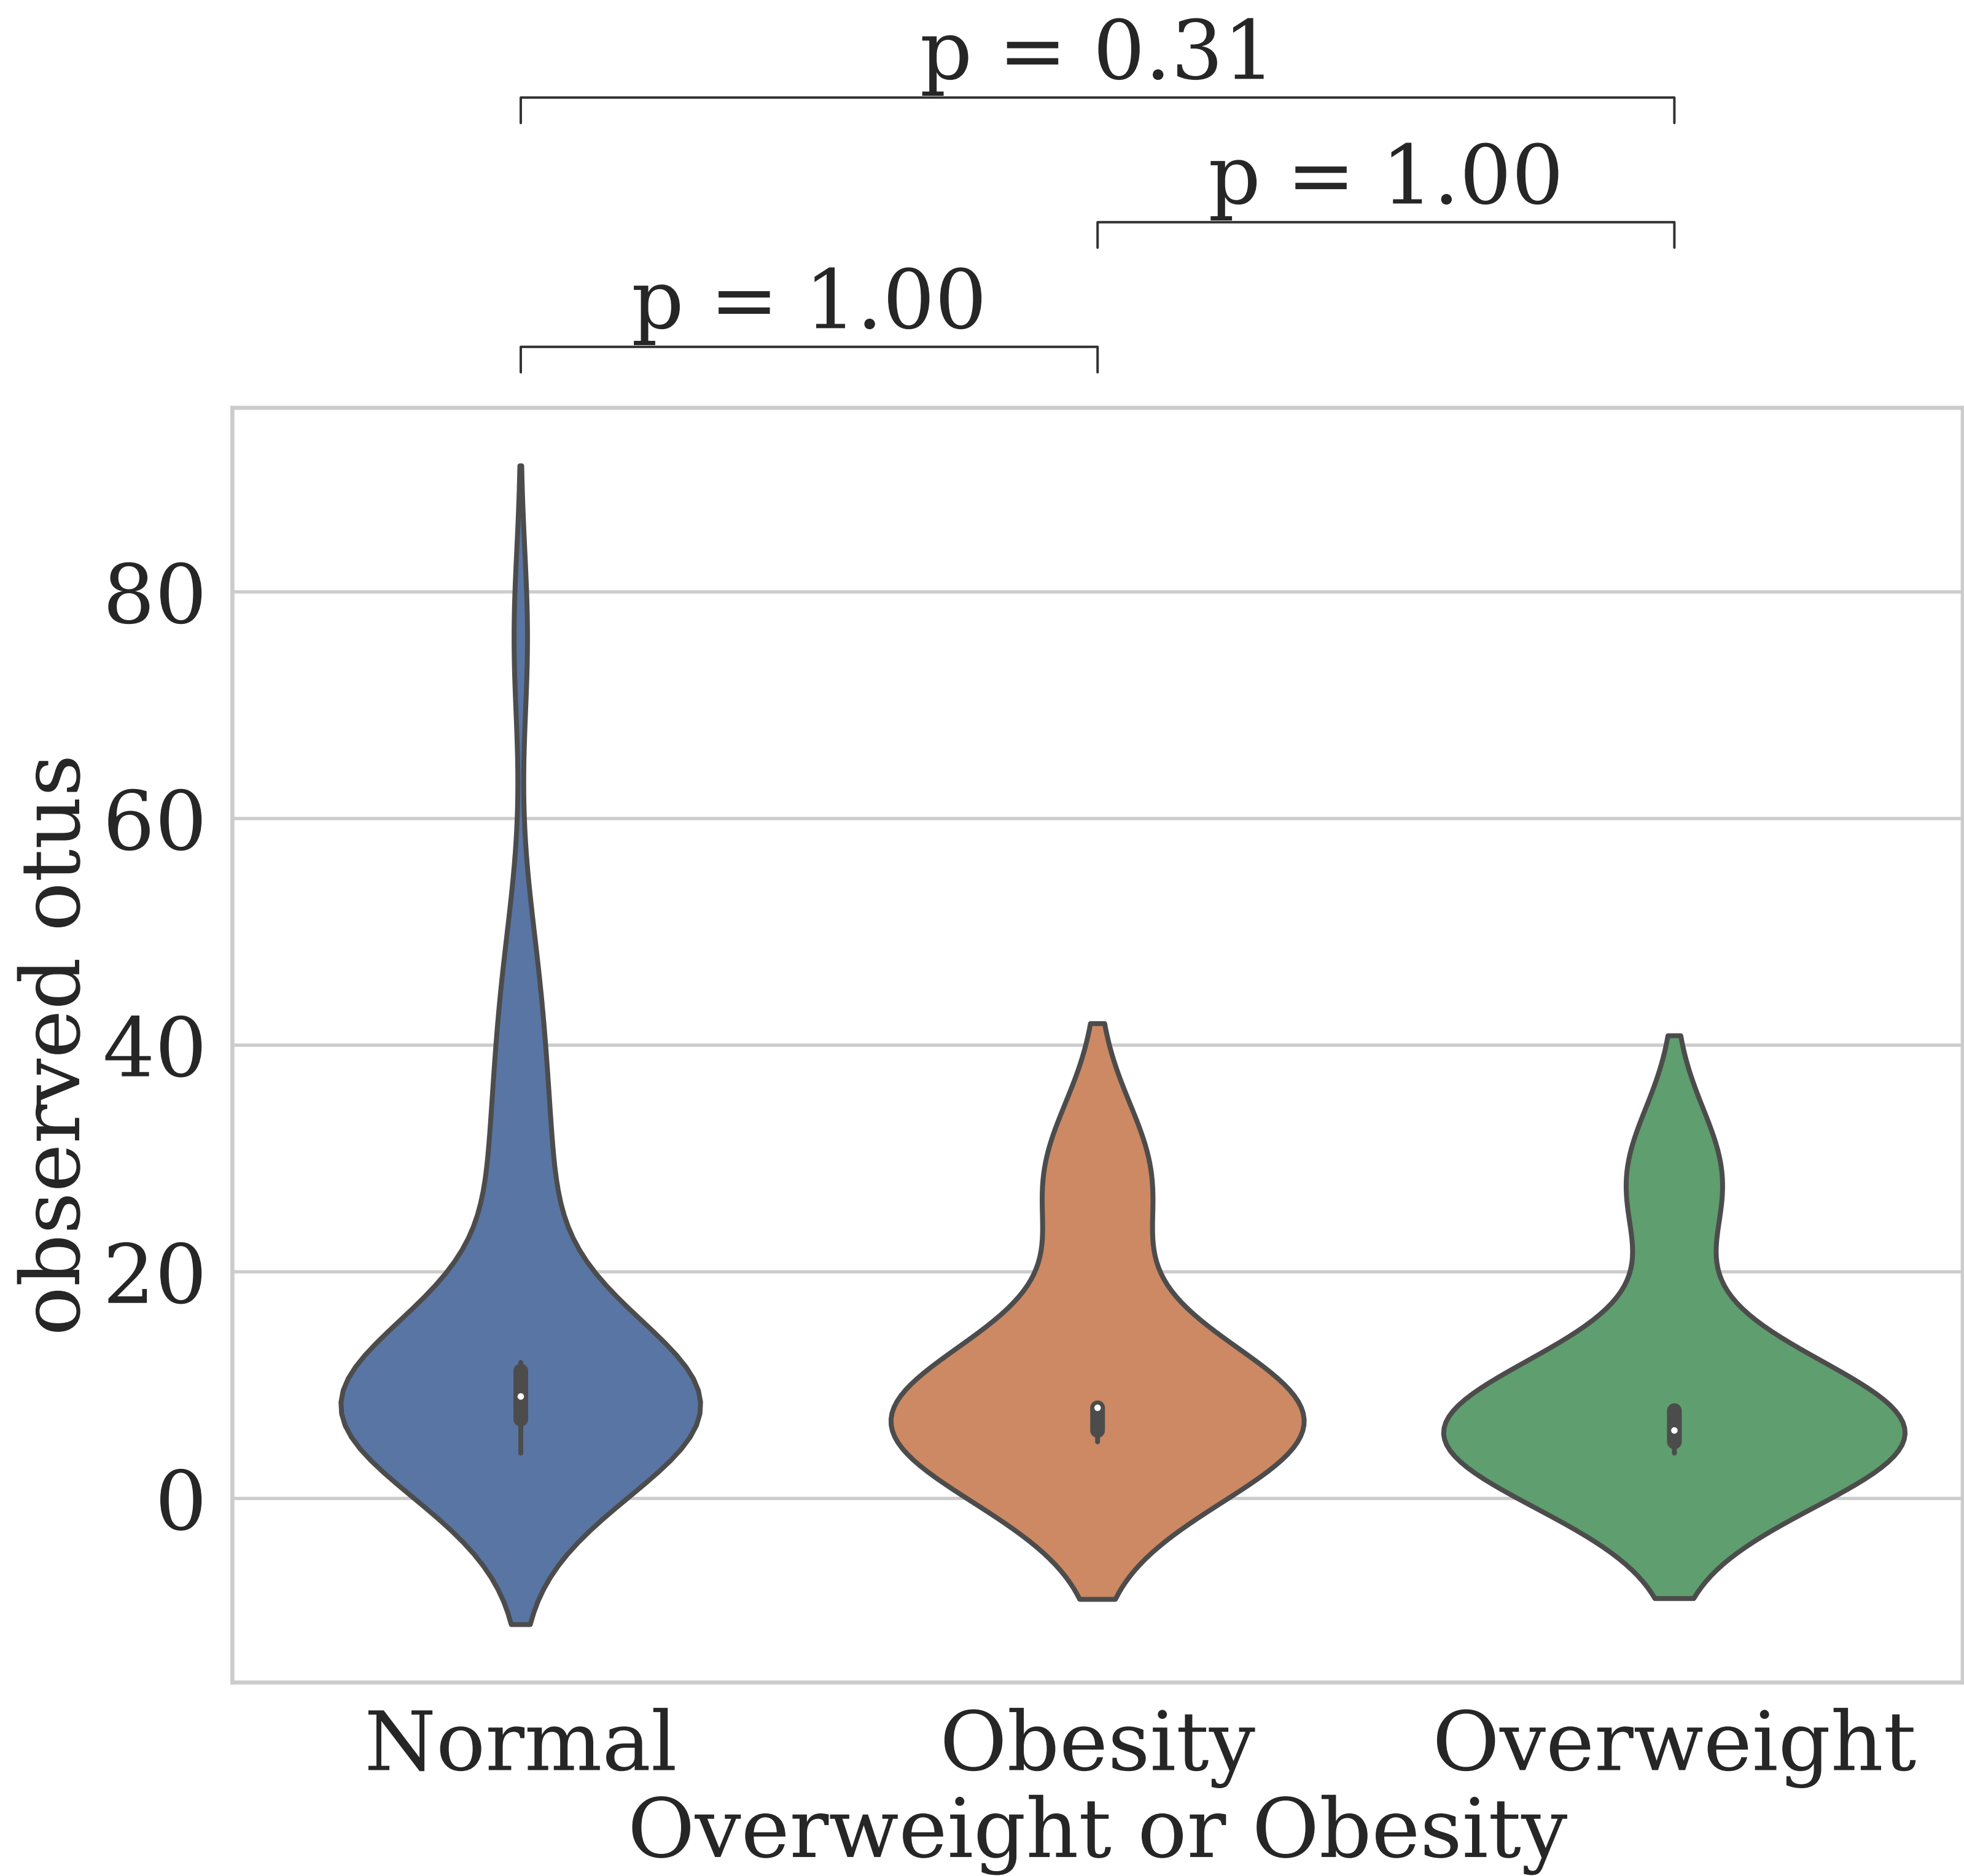 p = 0.31
p = 1.00
p = 1.00
observed otus
80
60
40
20
0
Normal
Obesity
Overweight
Overweight or Obesity